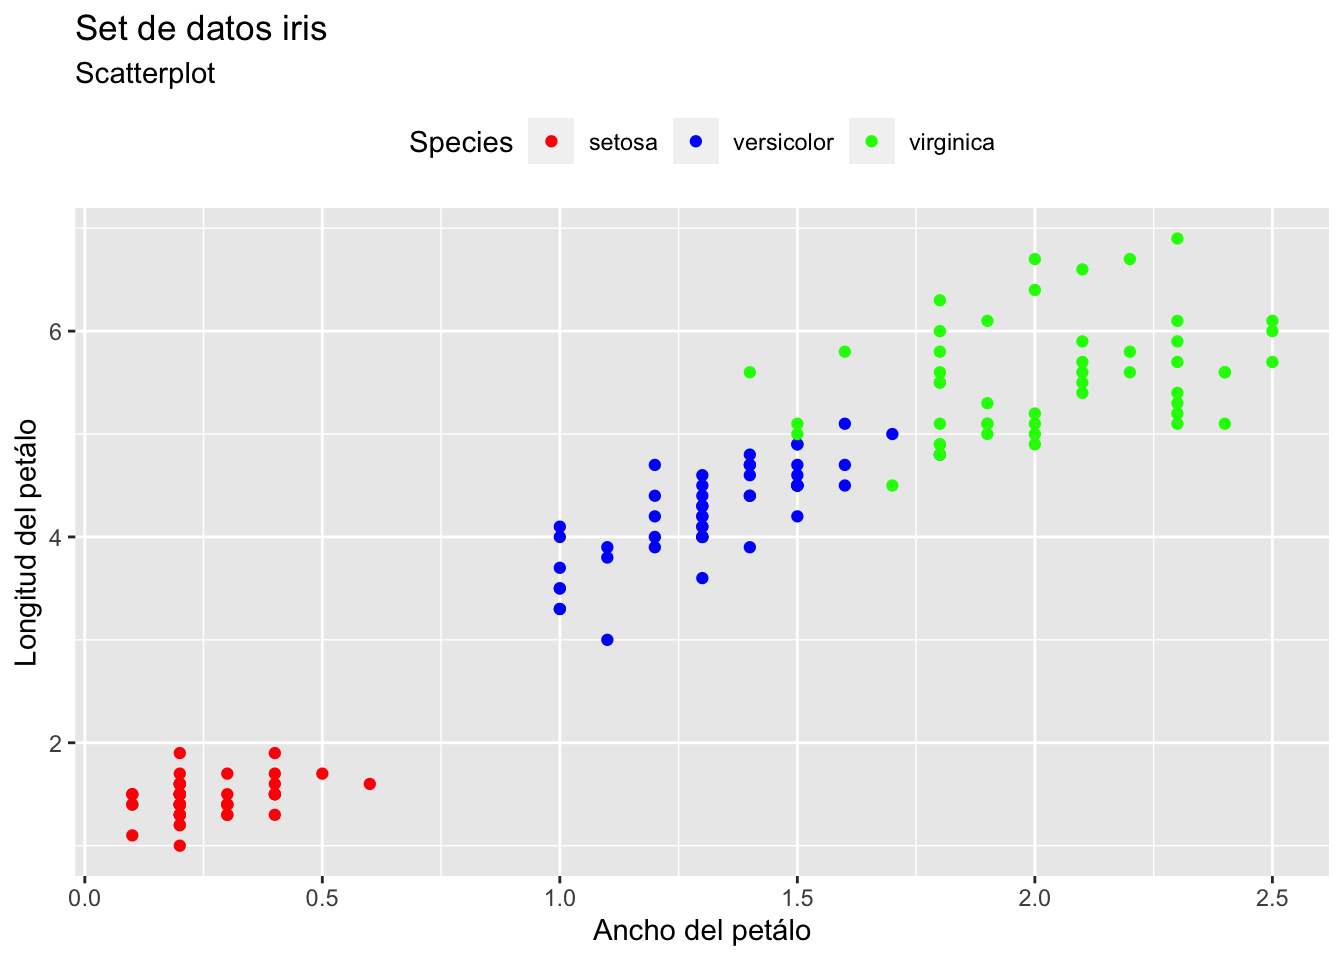 Set de datos iris
Scatterplot
Species setosa versicolor virginica
6
4
2
Longitud del petálo
0.0 0.5 1.0 1.5 2.0 2.5
Ancho del petálo